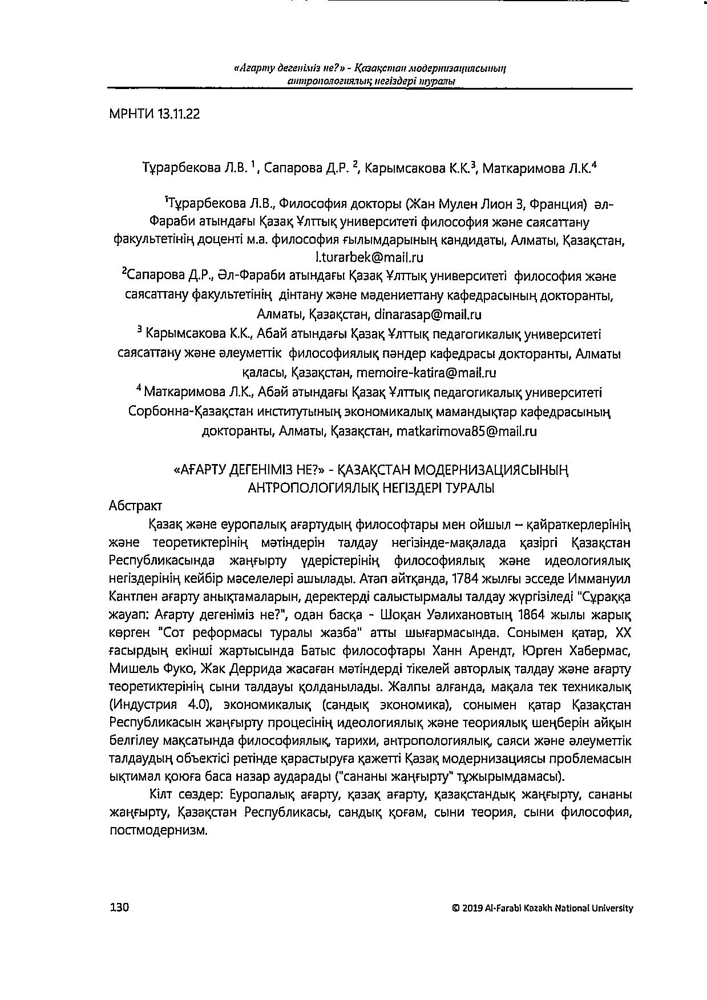 «Ағарту дегеніміз не?» - Қазақстан модернизациясының
антропологиялық негіздері туралы
МРНТИ 13.11.22
Тұрарбекова Л.В. ¹, Сапарова Д.Р. ², Карымсакова К.К.³, Маткаримова Л.К.⁴
¹Тұрарбекова Л.В., Философия докторы (Жан Мулен Лион 3, Франция) әл-
Фараби атындағы Қазақ Ұлттық университеті философия және саясаттану
факультетінің доценті м.а. философия ғылымдарының кандидаты, Алматы, Қазақстан,
l.turarbek@mail.ru
²Сапарова Д.Р., Әл-Фараби атындағы Қазақ Ұлттық университеті философия және
саясаттану факультетінің дінтану және мәдениеттану кафедрасының докторанты,
Алматы, Қазақстан, dinarasap@mail.ru
³ Карымсакова К.К., Абай атындағы Қазақ Ұлттық педагогикалық университеті
саясаттану және әлеуметтік философиялық пәндер кафедрасы докторанты, Алматы
қаласы, Қазақстан, memoire-katira@mail.ru
⁴ Маткаримова Л.К., Абай атындағы Қазақ Ұлттық педагогикалық университеті
Сорбонна-Қазақстан институтының экономикалық мамандықтар кафедрасының
докторанты, Алматы, Қазақстан, matkarimova85@mail.ru
«АҒАРТУ ДЕГЕНІМІЗ НЕ?» - ҚАЗАҚСТАН МОДЕРНИЗАЦИЯСЫНЫҢ
АНТРОПОЛОГИЯЛЫҚ НЕГІЗДЕРІ ТУРАЛЫ
Абстракт
Қазақ және еуропалық ағартудың философтары мен ойшыл – қайраткерлерінің
және теоретиктерінің мәтіндерін талдау негізінде-мақалада қазіргі Қазақстан
Республикасында жаңғырту үдерістерінің философиялық және идеологиялық
негіздерінің кейбір мәселелері ашылады. Атап айтқанда, 1784 жылғы эсседе Иммануил
Кантпен ағарту анықтамаларын, деректерді салыстырмалы талдау жүргізіледі "Сұраққа
жауап: Ағарту дегеніміз не?", одан басқа - Шоқан Уәлихановтың 1864 жылы жарық
көрген "Сот реформасы туралы жазба" атты шығармасында. Сонымен қатар, ХХ
ғасырдың екінші жартысында Батыс философтары Ханн Арендт, Юрген Хабермас,
Мишель Фуко, Жак Деррида жасаған мәтіндерді тікелей авторлық талдау және ағарту
теоретиктерінің сыни талдауы қолданылады. Жалпы алғанда, мақала тек техникалық
(Индустрия 4.0), экономикалық (сандық экономика), сонымен қатар Қазақстан
Республикасын жаңғырту процесінің идеологиялық және теориялық шеңберін айқын
белгілеу мақсатында философиялық, тарихи, антропологиялық, саяси және әлеуметтік
талдаудың объектісі ретінде қарастыруға қажетті Қазақ модернизациясы проблемасын
ықтимал қоюға баса назар аударады ("сананы жаңғырту" тұжырымдамасы).
Кілт сөздер: Еуропалық ағарту, қазақ ағарту, қазақстандық жаңғырту, сананы
жаңғырту, Қазақстан Республикасы, сандық қоғам, сыни теория, сыни философия,
постмодернизм.
130
© 2019 Al-Farabi Kazakh National University